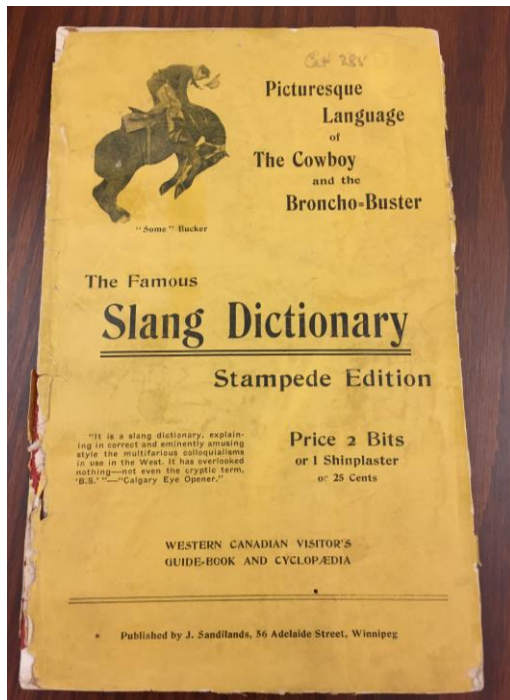 Picturesque
Language
of
The Cowboy
and the
Broncho=Buster
"Some" Bucker
The Famous
Slang Dictionary
Stampede Edition
"It is a slang dictionary, explain-
ing in correct and eminently amusing
style the multifarious colloquialisms
in use in the West. It has overlooked
nothing—not even the cryptic term,
'B.S.' "—"Calgary Eye Opener."
Price 2 Bits
or 1 Shinplaster
or 25 Cents
WESTERN CANADIAN VISITOR'S
GUIDE-BOOK AND CYCLOPÆDIA
Published by J. Sandilands, 56 Adelaide Street, Winnipeg